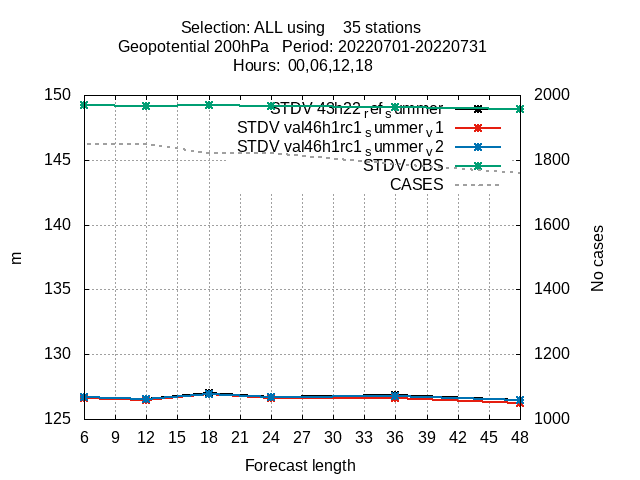 Selection: ALL using    35 stations
Geopotential 200hPa   Period: 20220701-20220731
Hours:  00,06,12,18
150
2000
STDV 43h22_ref_summer
STDV val46h1rc1_summer_v1
STDV val46h1rc1_summer_v2
145
1800
STDV OBS
CASES
140
1600
No cases
m
135
1400
130
1200
125
1000
6 9 12 15 18 21 24 27 30 33 36 39 42 45 48
Forecast length